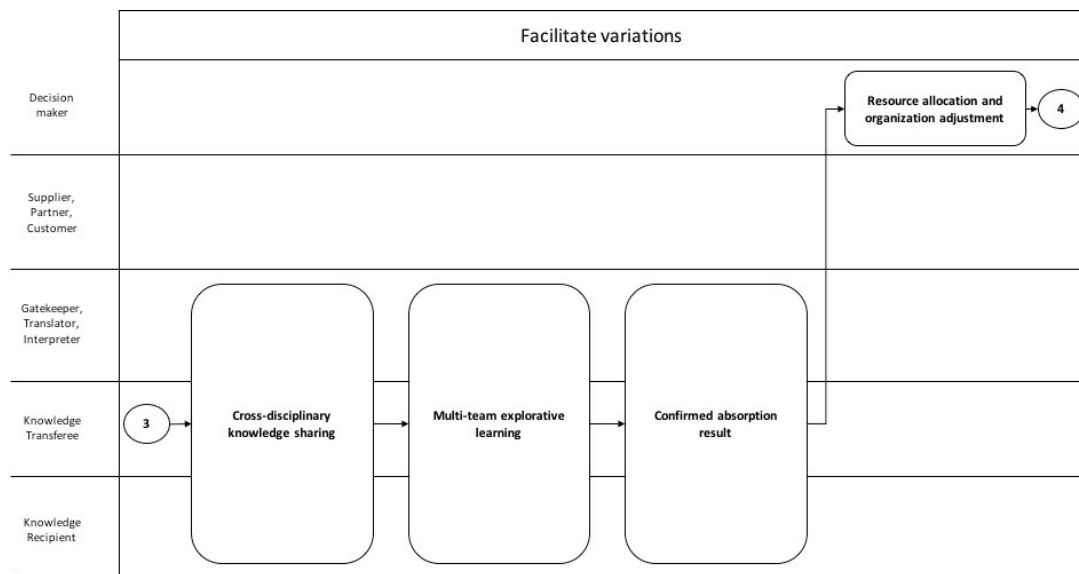 Facilitate variations
Decision
maker
Resource allocation and
organization adjustment
4
Supplier,
Partner,
Customer
Gatekeeper,
Translator,
Interpreter
Knowledge
Transferee
3
Cross-disciplinary
knowledge sharing
Multi-team explorative
learning
Confirmed absorption
result
Knowledge
Recipient